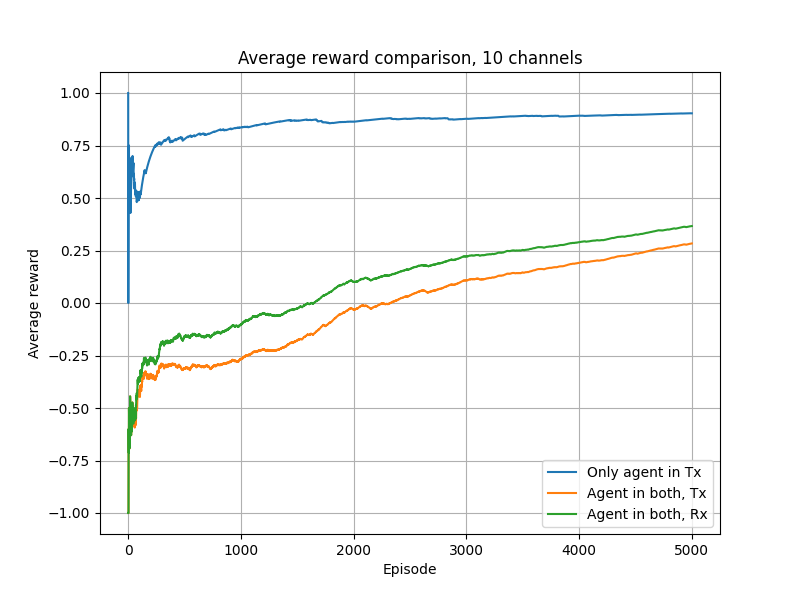 Average reward comparison, 10 channels
1.00
0.75
0.50
0.25
0.00
−0.25
−0.50
−0.75
−1.00
Average reward
0 1000 2000 3000 4000 5000
Episode
Only agent in Tx
Agent in both, Tx
Agent in both, Rx